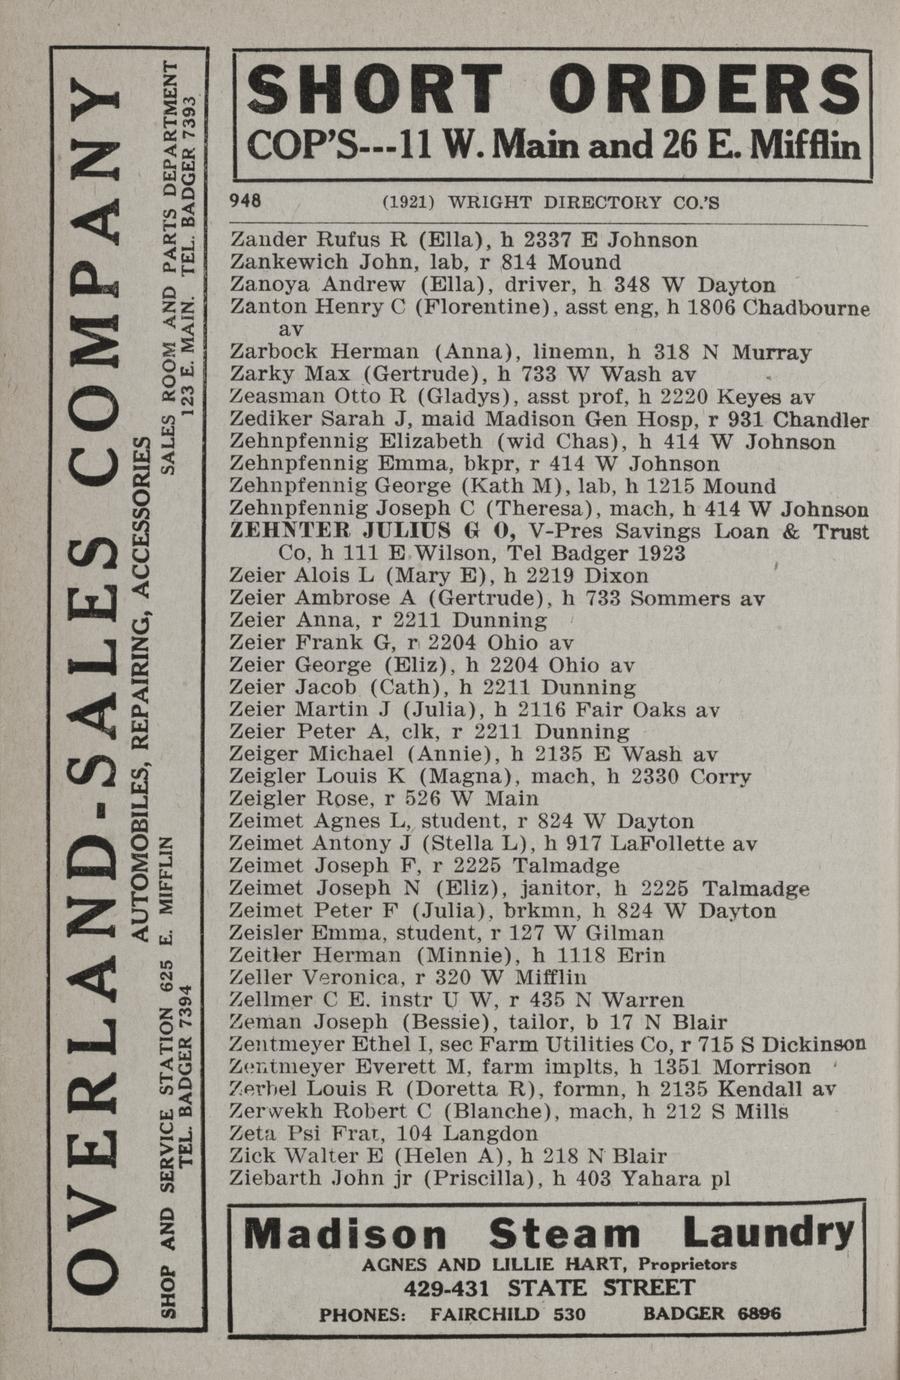 OVERLAND-SALES COMPANY
AUTOMOBILES, REPAIRING, ACCESSORIES
SHOP AND SERVICE STATION 625 E. MIFFLIN
TEL. BADGER 7394
SALES ROOM AND PARTS DEPARTMENT
123 E. MAIN. TEL. BADGER 7393
SHORT ORDERS
COP'S---11 W. Main and 26 E. Mifflin
948 (1921) WRIGHT DIRECTORY CO.'S
Zander Rufus R (Ella), h 2337 E Johnson
Zankewich John, lab, r 814 Mound
Zanoya Andrew (Ella), driver, h 348 W Dayton
Zanton Henry C (Florentine), asst eng, h 1806 Chadbourne
av
Zarbock Herman (Anna), linemn, h 318 N Murray
Zarky Max (Gertrude), h 733 W Wash av
Zeasman Otto R (Gladys), asst prof, h 2220 Keyes av
Zediker Sarah J, maid Madison Gen Hosp, r 931 Chandler
Zehnpfennig Elizabeth (wid Chas), h 414 W Johnson
Zehnpfennig Emma, bkpr, r 414 W Johnson
Zehnpfennig George (Kath M), lab, h 1215 Mound
Zehnpfennig Joseph C (Theresa), mach, h 414 W Johnson
ZEHNTER JULIUS G O, V-Pres Savings Loan & Trust
Co, h 111 E Wilson, Tel Badger 1923
Zeier Alois L (Mary E), h 2219 Dixon
Zeier Ambrose A (Gertrude), h 733 Sommers av
Zeier Anna, r 2211 Dunning
Zeier Frank G, r 2204 Ohio av
Zeier George (Eliz), h 2204 Ohio av
Zeier Jacob (Cath), h 2211 Dunning
Zeier Martin J (Julia), h 2116 Fair Oaks av
Zeier Peter A, clk, r 2211 Dunning
Zeiger Michael (Annie), h 2135 E Wash av
Zeigler Louis K (Magna), mach, h 2330 Corry
Zeigler Rose, r 526 W Main
Zeimet Agnes L, student, r 824 W Dayton
Zeimet Antony J (Stella L), h 917 LaFollette av
Zeimet Joseph F, r 2225 Talmadge
Zeimet Joseph N (Eliz), janitor, h 2225 Talmadge
Zeimet Peter F (Julia), brkmn, h 824 W Dayton
Zeisler Emma, student, r 127 W Gilman
Zeitler Herman (Minnie), h 1118 Erin
Zeller Veronica, r 320 W Mifflin
Zellmer C E. instr U W, r 435 N Warren
Zeman Joseph (Bessie), tailor, b 17 N Blair
Zentmeyer Ethel I, sec Farm Utilities Co, r 715 S Dickinson
Zentmeyer Everett M, farm implts, h 1351 Morrison
Zerbel Louis R (Doretta R), formn, h 2135 Kendall av
Zerwekh Robert C (Blanche), mach, h 212 S Mills
Zeta Psi Frat, 104 Langdon
Zick Walter E (Helen A), h 218 N Blair
Ziebarth John jr (Priscilla), h 403 Yahara pl
Madison Steam Laundry
AGNES AND LILLIE HART, Proprietors
429-431 STATE STREET
PHONES: FAIRCHILD 530 BADGER 6896